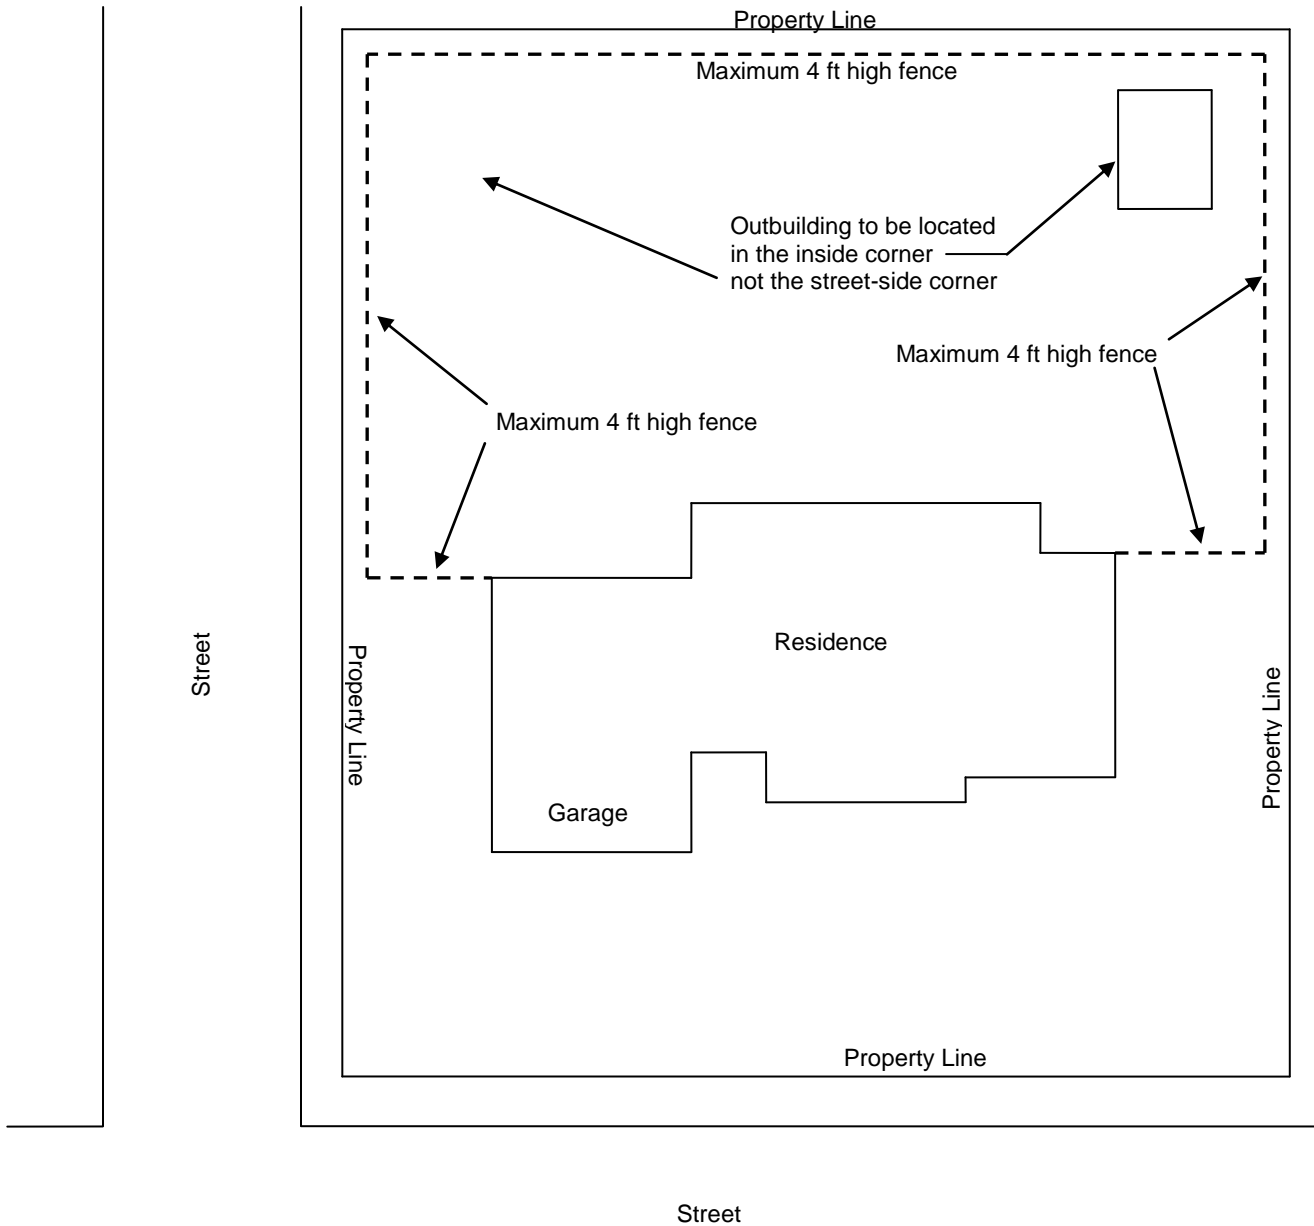 Property Line
Maximum 4 ft high fence
Outbuilding to be located
in the inside corner
not the street-side corner
Maximum 4 ft high fence
Maximum 4 ft high fence
Street
Property Line
Residence
Property Line
Garage
Property Line
Street